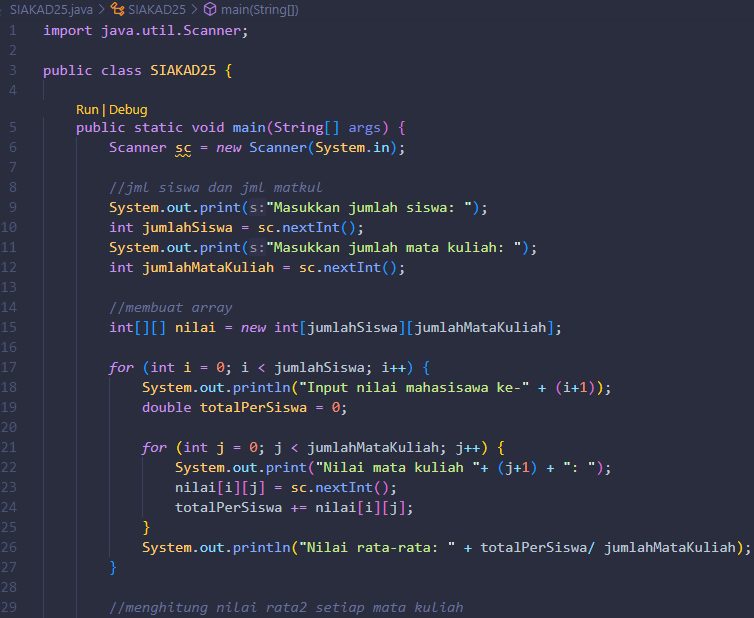 SIAKAD25.java > SIAKAD25 > main(String[])
1 import java.util.Scanner;
2
3 public class SIAKAD25 {
4
Run | Debug
5 public static void main(String[] args) {
6 Scanner sc = new Scanner(System.in);
7
8 //jml siswa dan jml matkul
9 System.out.print(s:"Masukkan jumlah siswa: ");
10 int jumlahSiswa = sc.nextInt();
11 System.out.print(s:"Masukkan jumlah mata kuliah: ");
12 int jumlahMataKuliah = sc.nextInt();
13
14 //membuat array
15 int[][] nilai = new int[jumlahSiswa][jumlahMataKuliah];
16
17 for (int i = 0; i < jumlahSiswa; i++) {
18 System.out.println("Input nilai mahasisawa ke-" + (i+1));
19 double totalPerSiswa = 0;
20
21 for (int j = 0; j < jumlahMataKuliah; j++) {
22 System.out.print("Nilai mata kuliah "+ (j+1) + ": ");
23 nilai[i][j] = sc.nextInt();
24 totalPerSiswa += nilai[i][j];
25 }
26 System.out.println("Nilai rata-rata: " + totalPerSiswa/ jumlahMataKuliah);
27 }
28
29 //menghitung nilai rata2 setiap mata kuliah